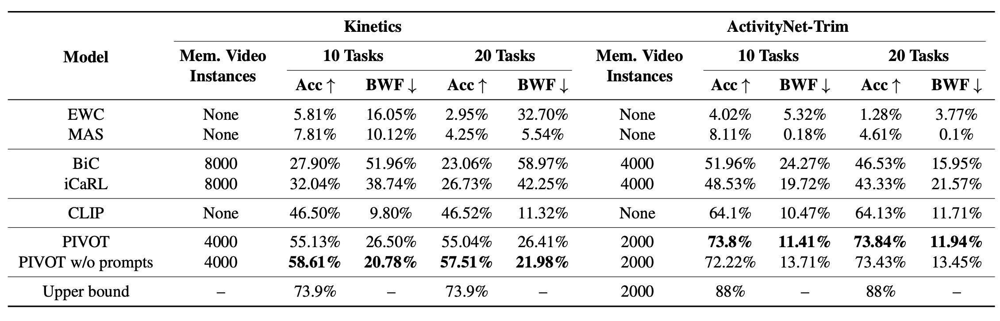 Kinetics ActivityNet-Trim
Model Mem. Video Instances 10 Tasks 20 Tasks Mem. Video Instances 10 Tasks 20 Tasks
Acc ↑ BWF ↓ Acc ↑ BWF ↓ Acc ↑ BWF ↓ Acc ↑ BWF ↓
EWC None 5.81% 16.05% 2.95% 32.70% None 4.02% 5.32% 1.28% 3.77%
MAS None 7.81% 10.12% 4.25% 5.54% None 8.11% 0.18% 4.61% 0.1%
BiC 8000 27.90% 51.96% 23.06% 58.97% 4000 51.96% 24.27% 46.53% 15.95%
iCaRL 8000 32.04% 38.74% 26.73% 42.25% 4000 48.53% 19.72% 43.33% 21.57%
CLIP None 46.50% 9.80% 46.52% 11.32% None 64.1% 10.47% 64.13% 11.71%
PIVOT 4000 55.13% 26.50% 55.04% 26.41% 2000 73.8% 11.41% 73.84% 11.94%
PIVOT w/o prompts 4000 58.61% 20.78% 57.51% 21.98% 2000 72.22% 13.71% 73.43% 13.45%
Upper bound – 73.9% – 73.9% – 2000 88% – 88% –